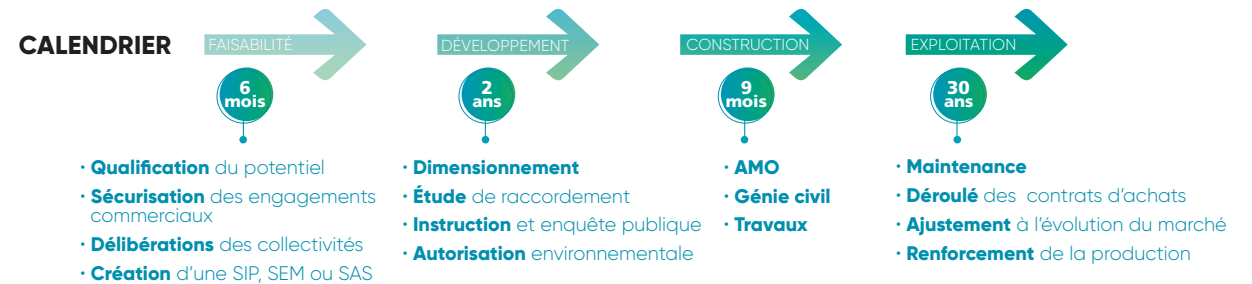 CALENDRIER
FAISABILITÉ
6
mois
· Qualification du potentiel
· Sécurisation des engagements
commerciaux
· Délibérations des collectivités
· Création d'une SIP, SEM ou SAS
DÉVELOPPEMENT
2
ans
· Dimensionnement
· Étude de raccordement
· Instruction et enquête publique
· Autorisation environnementale
CONSTRUCTION
9
mois
· AMO
· Génie civil
· Travaux
EXPLOITATION
30
ans
· Maintenance
· Déroulé des contrats d'achats
· Ajustement à l'évolution du marché
· Renforcement de la production